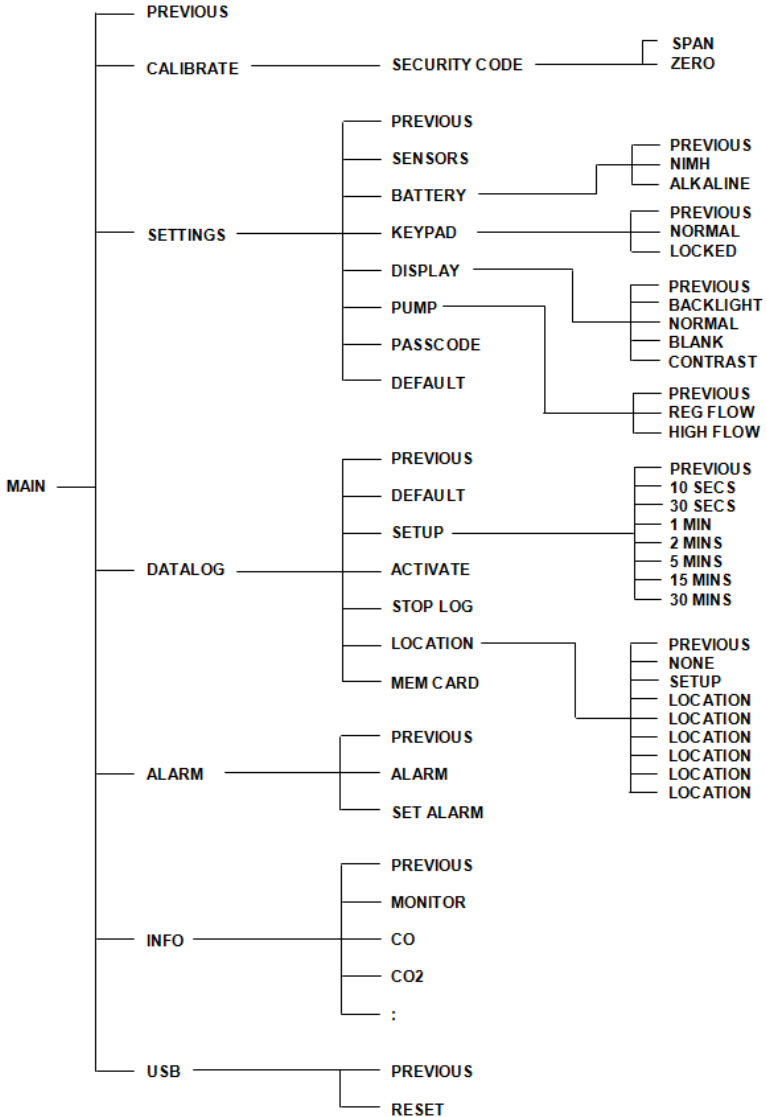 PREVIOUS
CALIBRATE
SECURITY CODE
SPAN
ZERO
SETTINGS
PREVIOUS
SENSORS
BATTERY
PREVIOUS
NIMH
ALKALINE
KEYPAD
PREVIOUS
NORMAL
LOCKED
DISPLAY
PREVIOUS
BACKLIGHT
NORMAL
BLANK
CONTRAST
PUMP
PREVIOUS
REG FLOW
HIGH FLOW
PASSCODE
DEFAULT
MAIN
DATALOG
PREVIOUS
DEFAULT
SETUP
PREVIOUS
10 SECS
30 SECS
1 MIN
2 MINS
5 MINS
15 MINS
30 MINS
ACTIVATE
STOP LOG
LOCATION
PREVIOUS
NONE
SETUP
LOCATION
LOCATION
LOCATION
LOCATION
LOCATION
LOCATION
MEM CARD
ALARM
PREVIOUS
ALARM
SET ALARM
INFO
PREVIOUS
MONITOR
CO
CO2
:
USB
PREVIOUS
RESET